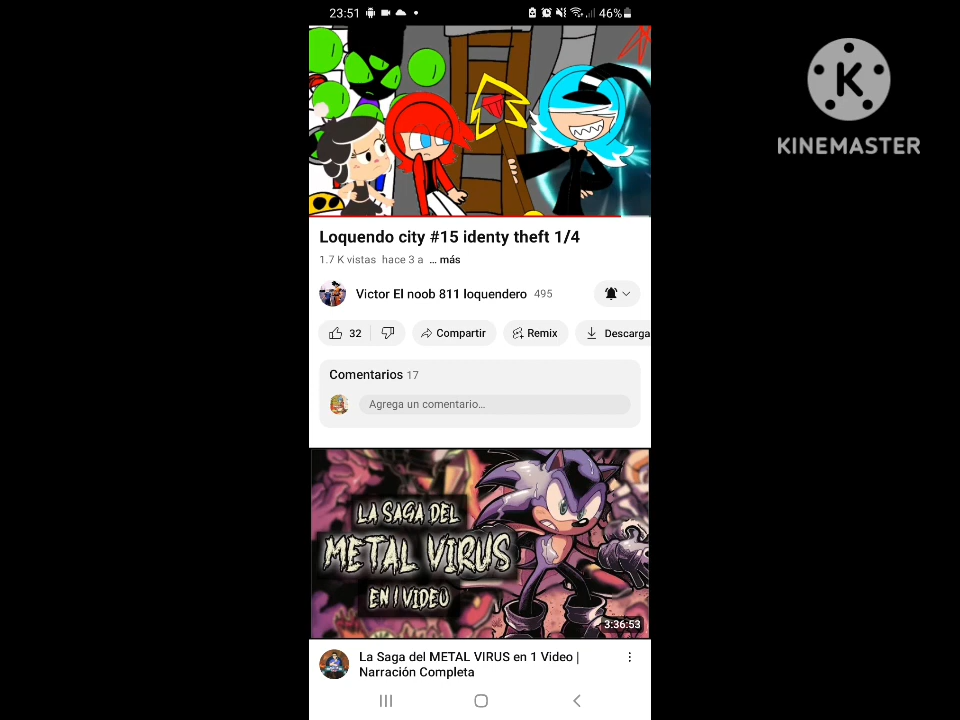 23:51
46%
K
KINEMASTER
Loquendo city #15 identy theft 1/4
1.7 K vistas hace 3 a ... más
Victor El noob 811 loquendero 495
32
Compartir
Remix
Descarga
Comentarios 17
Agrega un comentario...
LA SAGA DEL
METAL VIRUS
EN 1 VIDEO
3:36:53
La Saga del METAL VIRUS en 1 Video |
Narración Completa